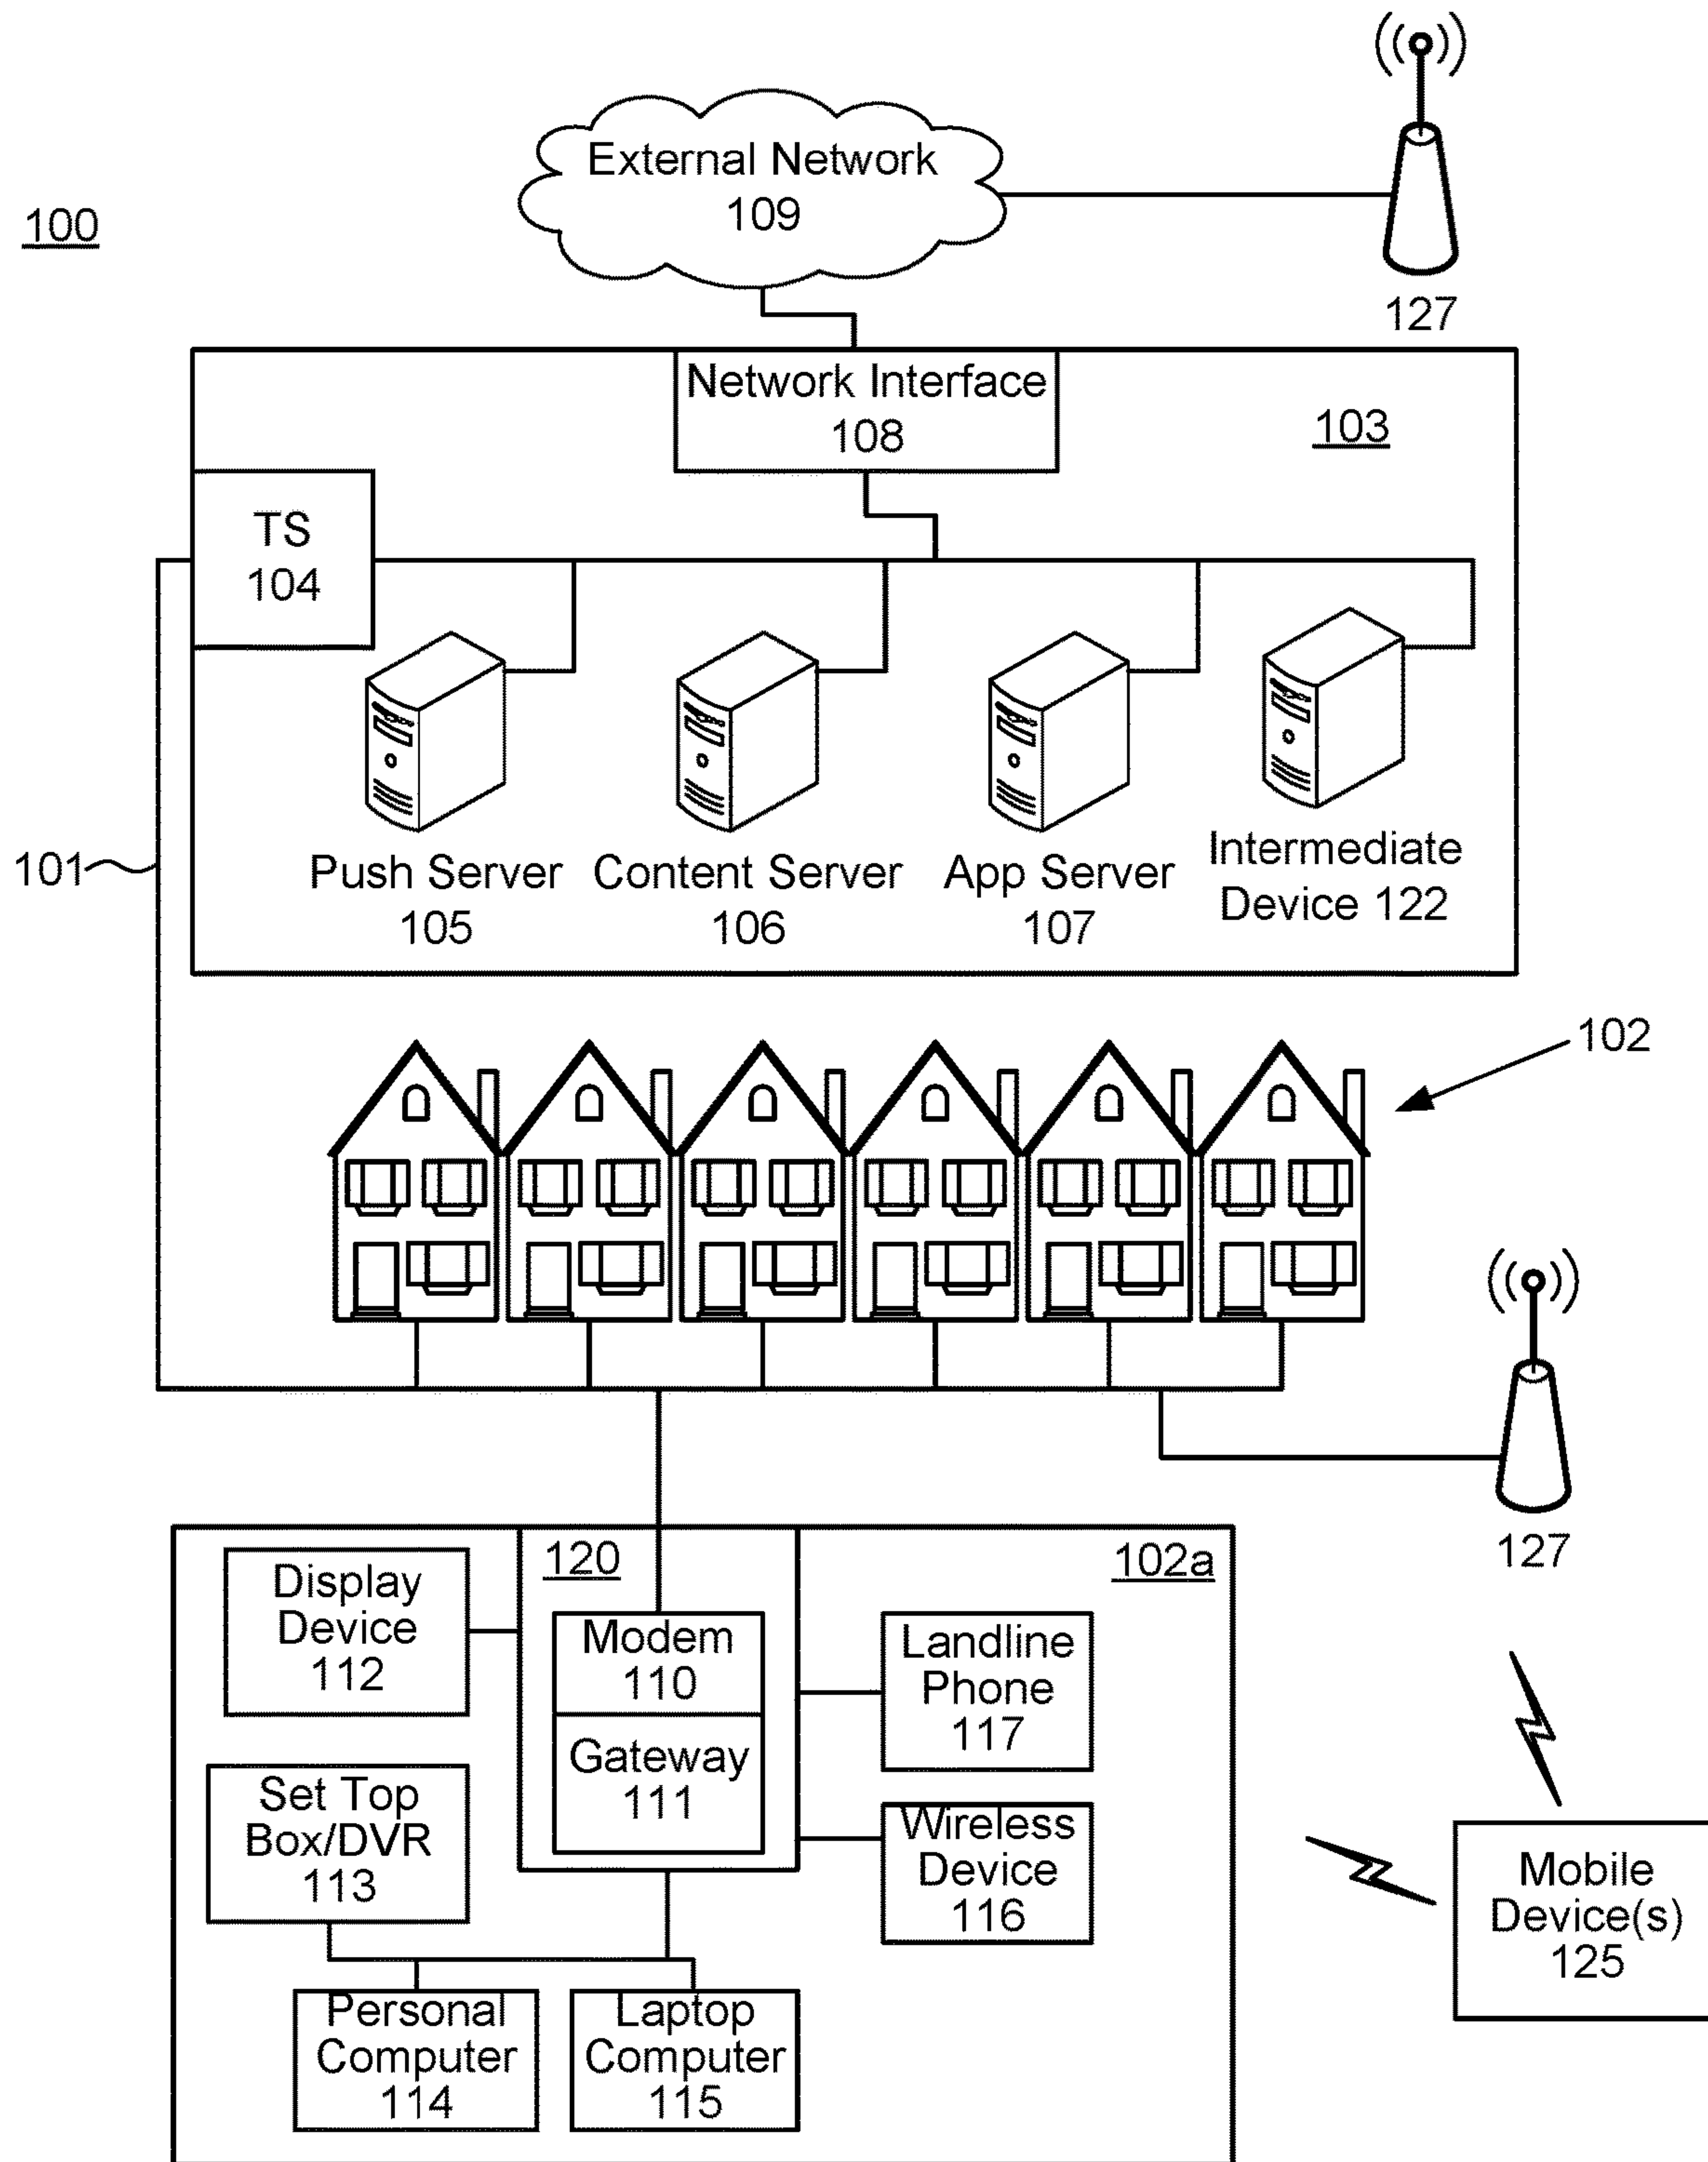 External Network
109
100
127
Network Interface
108
103
TS
104
101
Push Server
105
Content Server
106
App Server
107
Intermediate
Device 122
102
127
120
102a
Display
Device
112
Modem
110
Landline
Phone
117
Gateway
111
Set Top
Box/DVR
113
Wireless
Device
116
Mobile
Device(s)
125
Personal
Computer
114
Laptop
Computer
115